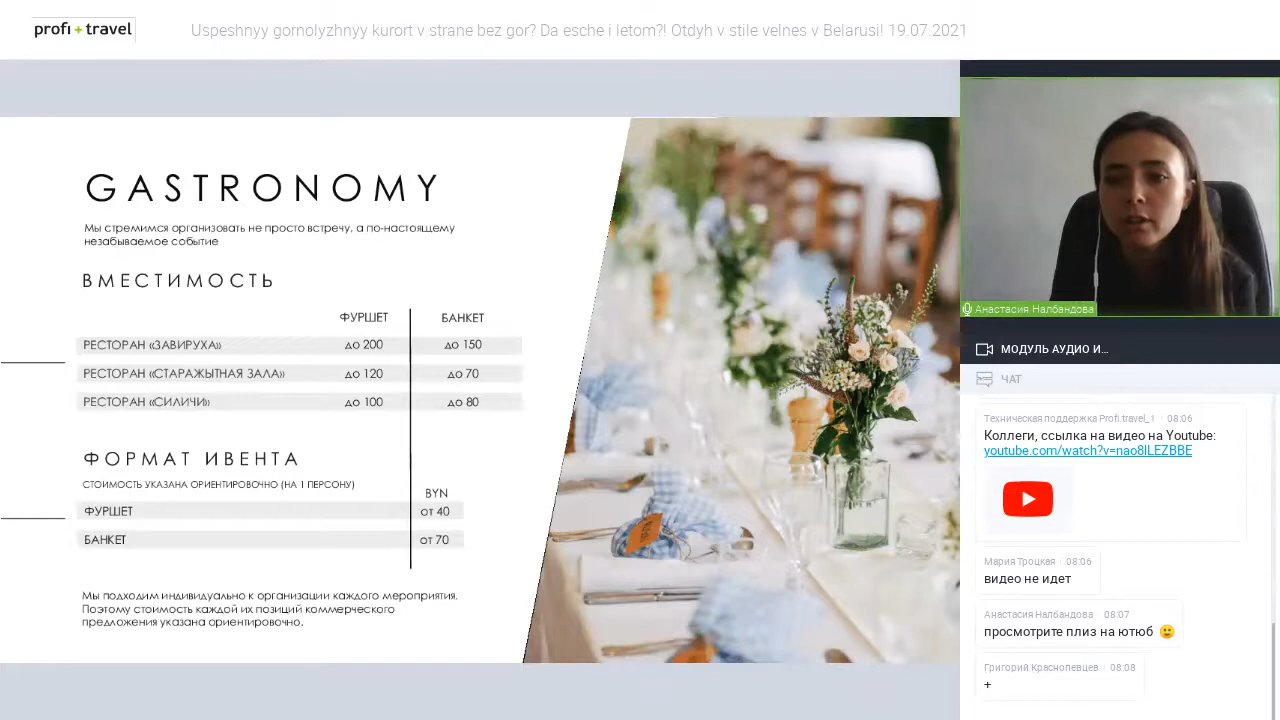 profi + travel
Uspeshnyy gornolyzhnyy kurort v strane bez gor? Da esche i letom?! Otdyh v stile velnes v Belarusi! 19.07.2021
GASTRONOMY
Мы стремимся организовать не просто встречу, а по-настоящему
незабываемое событие
ВМЕСТИМОСТЬ
ФУРШЕТ БАНКЕТ
РЕСТОРАН «ЗАВИРУХА» до 200 до 150
РЕСТОРАН «СТАРАЖЫТНАЯ ЗАЛА» до 120 до 70
РЕСТОРАН «СИЛИЧИ» до 100 до 80
ФОРМАТ ИВЕНТА
СТОИМОСТЬ УКАЗАНА ОРИЕНТИРОВОЧНО (НА 1 ПЕРСОНУ)
BYN
ФУРШЕТ от 40
БАНКЕТ от 70
Мы подходим индивидуально к организации каждого мероприятия.
Поэтому стоимость каждой их позиций коммерческого
предложения указана ориентировочно.
Анастасия Налбандова
МОДУЛЬ АУДИО И...
ЧАТ
Техническая поддержка Profi.travel_1 · 08:06
Коллеги, ссылка на видео на Youtube:
youtube.com/watch?v=nao8lLEZBBE
Мария Троцкая · 08:06
видео не идет
Анастасия Налбандова 08:07
просмотрите плиз на ютюб 🙂
Григорий Краснопевцев · 08:08
+